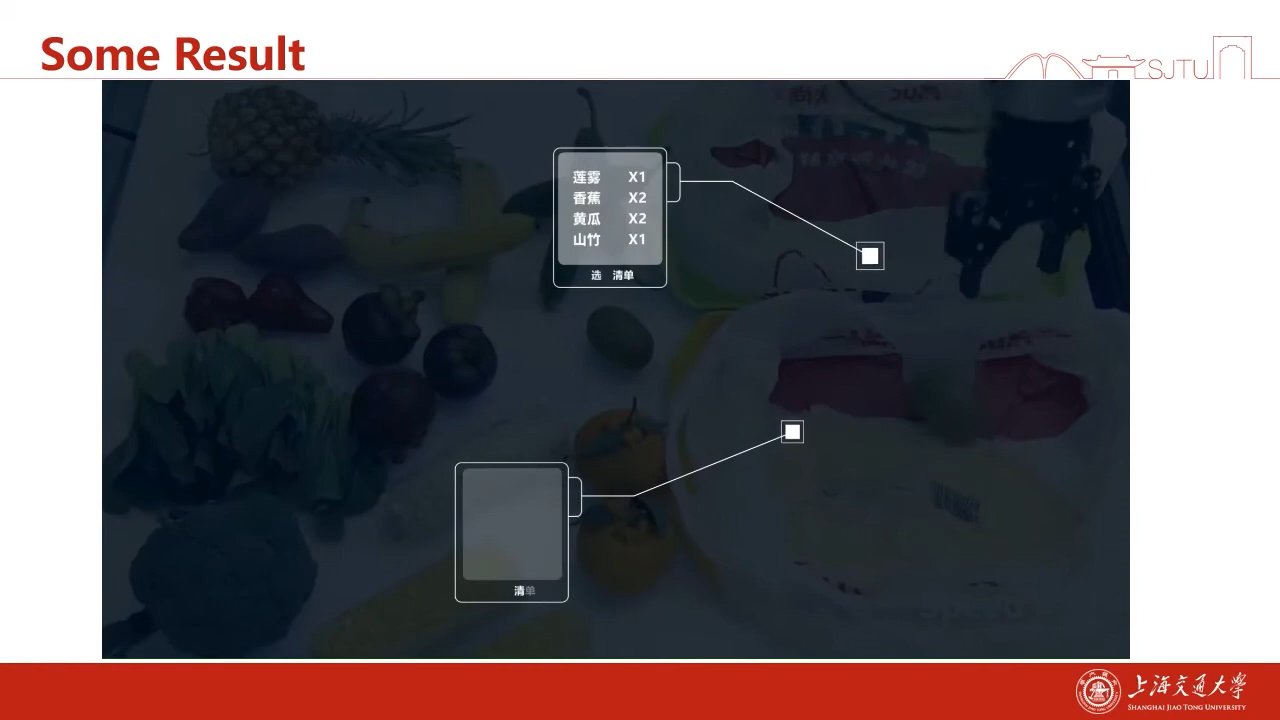 Some Result
SJTU
莲雾 X1
香蕉 X2
黄瓜 X2
山竹 X1
选 清单
清单
上海交通大学
SHANGHAI JIAO TONG UNIVERSITY